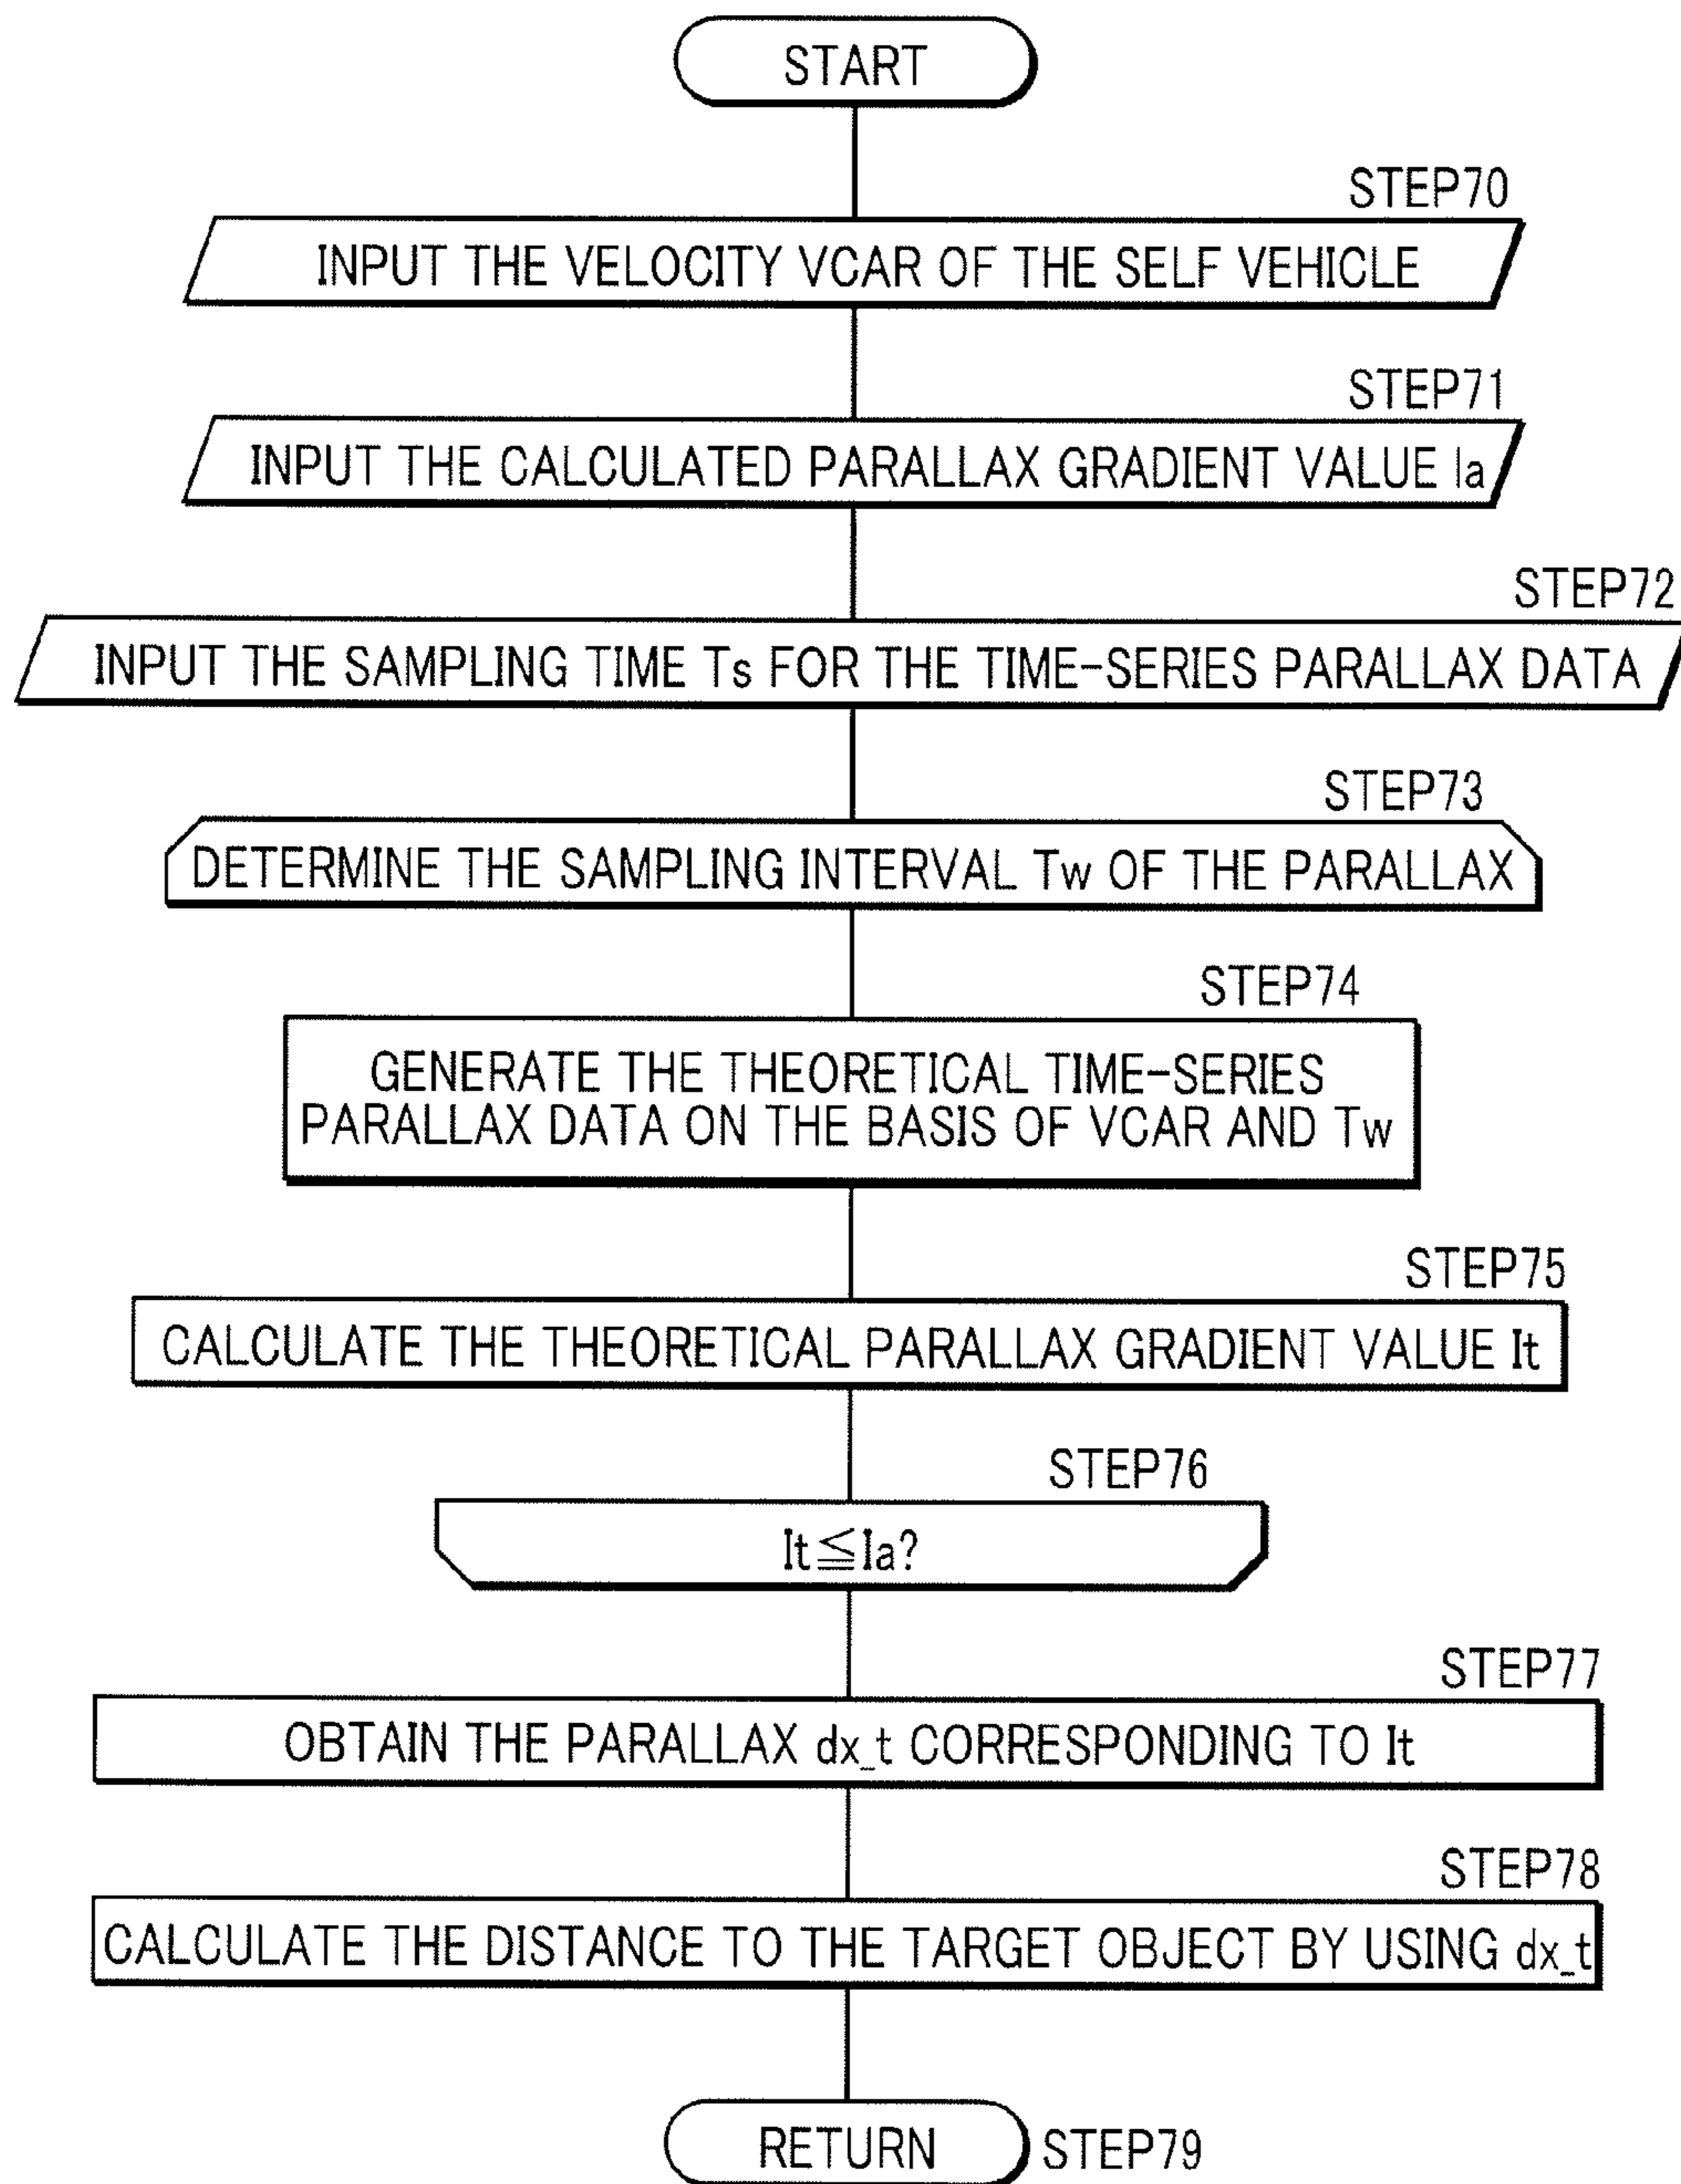 START
STEP70
INPUT THE VELOCITY VCAR OF THE SELF VEHICLE
STEP71
INPUT THE CALCULATED PARALLAX GRADIENT VALUE Ia
STEP72
INPUT THE SAMPLING TIME Ts FOR THE TIME-SERIES PARALLAX DATA
STEP73
DETERMINE THE SAMPLING INTERVAL Tw OF THE PARALLAX
STEP74
GENERATE THE THEORETICAL TIME-SERIES
PARALLAX DATA ON THE BASIS OF VCAR AND Tw
STEP75
CALCULATE THE THEORETICAL PARALLAX GRADIENT VALUE It
STEP76
It≦Ia?
STEP77
OBTAIN THE PARALLAX dx_t CORRESPONDING TO It
STEP78
CALCULATE THE DISTANCE TO THE TARGET OBJECT BY USING dx_t
RETURN STEP79